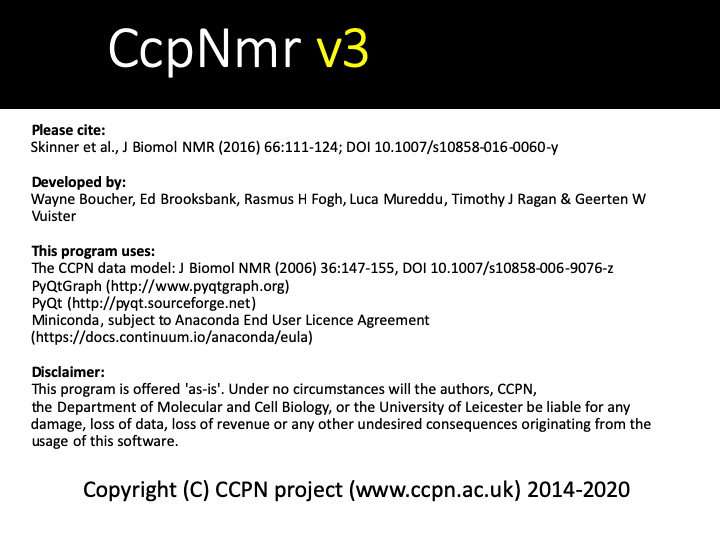 CcpNmr v3
Please cite:
Skinner et al., J Biomol NMR (2016) 66:111-124; DOI 10.1007/s10858-016-0060-y
Developed by:
Wayne Boucher, Ed Brooksbank, Rasmus H Fogh, Luca Mureddu, Timothy J Ragan & Geerten W
Vuister
This program uses:
The CCPN data model: J Biomol NMR (2006) 36:147-155, DOI 10.1007/s10858-006-9076-z
PyQtGraph (http://www.pyqtgraph.org)
PyQt (http://pyqt.sourceforge.net)
Miniconda, subject to Anaconda End User Licence Agreement
(https://docs.continuum.io/anaconda/eula)
Disclaimer:
This program is offered 'as-is'. Under no circumstances will the authors, CCPN,
the Department of Molecular and Cell Biology, or the University of Leicester be liable for any
damage, loss of data, loss of revenue or any other undesired consequences originating from the
usage of this software.
Copyright (C) CCPN project (www.ccpn.ac.uk) 2014-2020